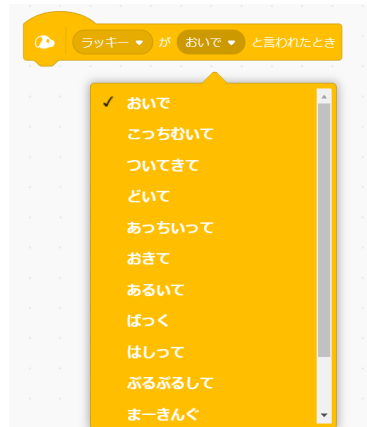 ラッキー が おいで と言われたとき
おいで
こっちむいて
ついてきて
どいて
あっちいって
おきて
あるいて
ばっく
はしって
ぷるぷるして
まーきんぐ